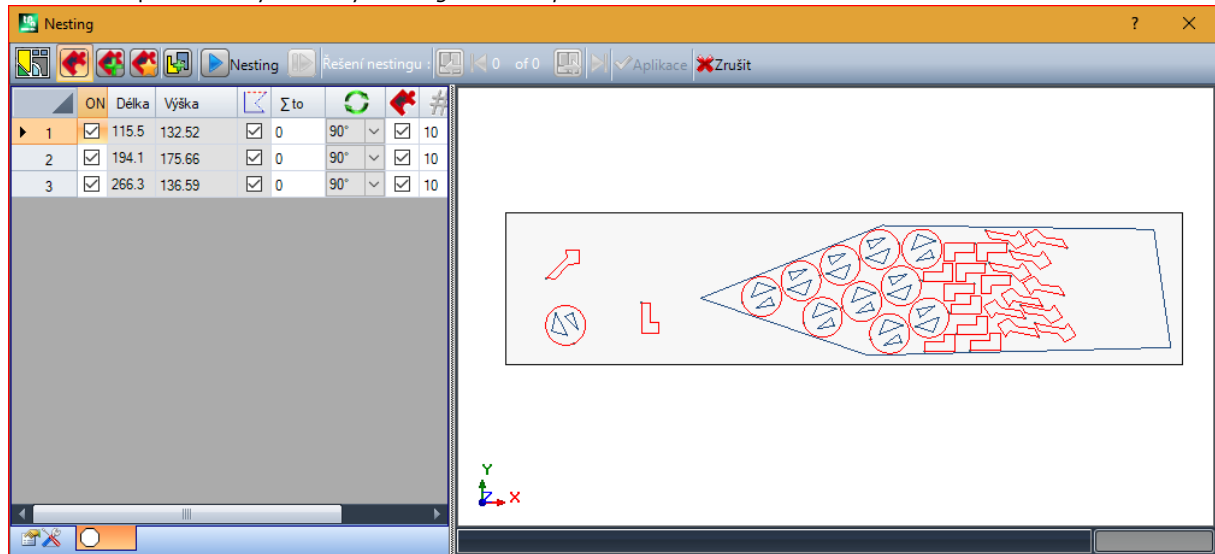 Nesting ?
Nesting Řešení nestingu : 0 of 0 Aplikace Zrušit
ON Délka Výška Σ to #
1 115.5 132.52 0 90° 10
2 194.1 175.66 0 90° 10
3 266.3 136.59 0 90° 10
Y
Z X